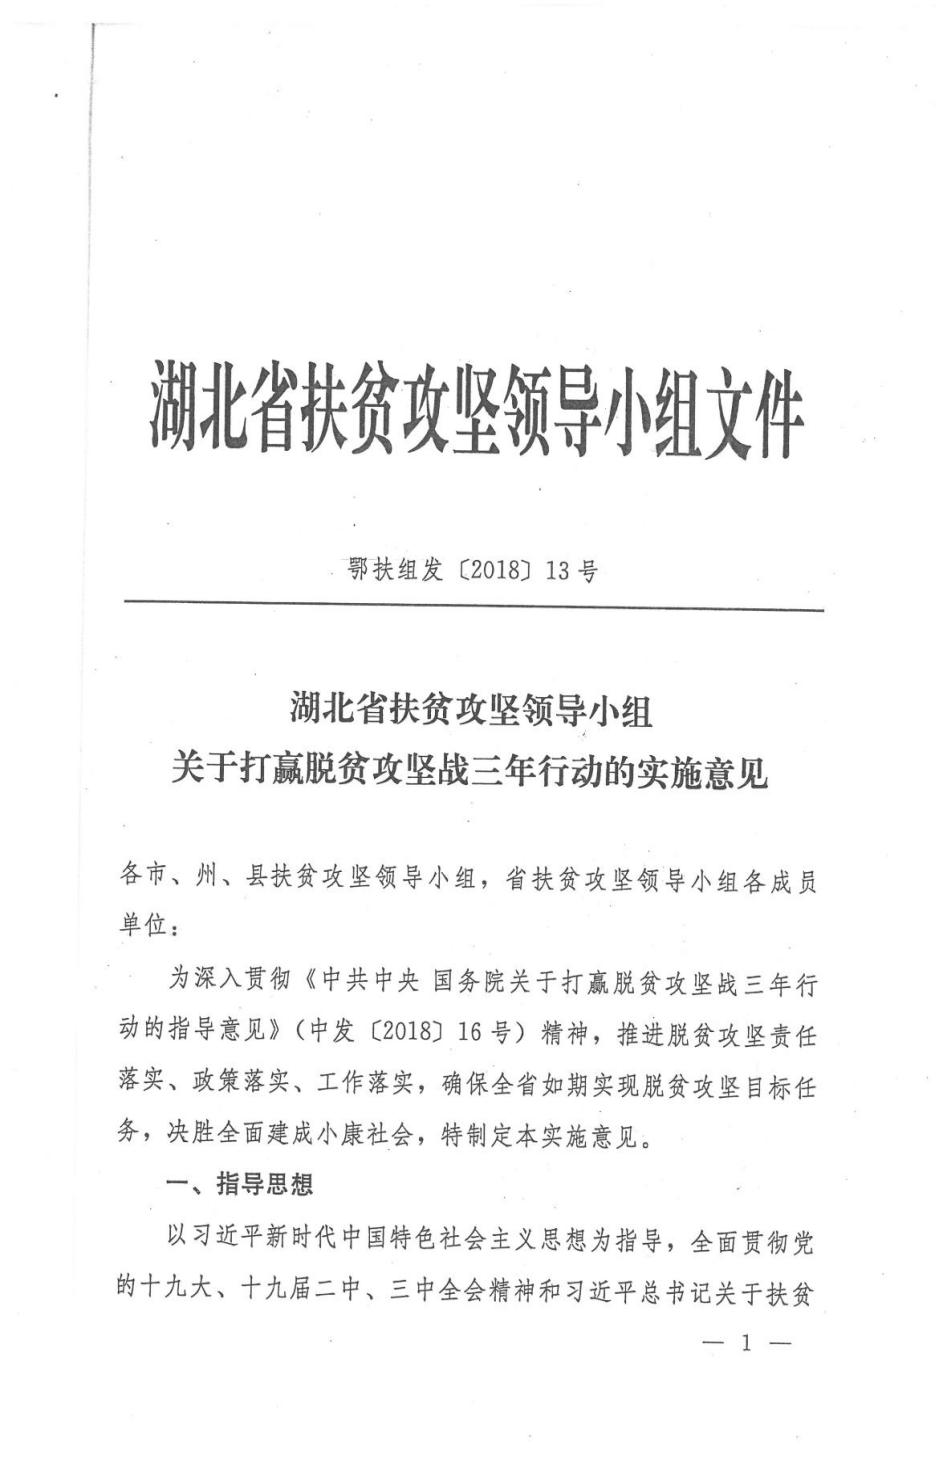 湖北省扶贫攻坚领导小组文件
鄂扶组发〔2018〕13号
湖北省扶贫攻坚领导小组
关于打赢脱贫攻坚战三年行动的实施意见
各市、州、县扶贫攻坚领导小组，省扶贫攻坚领导小组各成员
单位：
为深入贯彻《中共中央 国务院关于打赢脱贫攻坚战三年行
动的指导意见》（中发〔2018〕16号）精神，推进脱贫攻坚责任
落实、政策落实、工作落实，确保全省如期实现脱贫攻坚目标任
务，决胜全面建成小康社会，特制定本实施意见。
一、指导思想
以习近平新时代中国特色社会主义思想为指导，全面贯彻党
的十九大、十九届二中、三中全会精神和习近平总书记关于扶贫
— 1 —